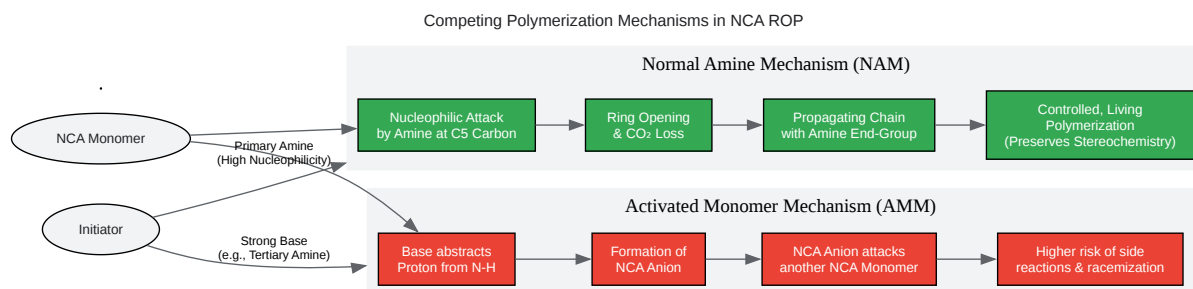 Competing Polymerization Mechanisms in NCA ROP
Normal Amine Mechanism (NAM)
.
NCA Monomer
Initiator
Primary Amine
(High Nucleophilicity)
Strong Base
(e.g., Tertiary Amine)
Nucleophilic Attack
by Amine at C5 Carbon
Ring Opening
& CO₂ Loss
Propagating Chain
with Amine End-Group
Controlled, Living
Polymerization
(Preserves Stereochemistry)
Activated Monomer Mechanism (AMM)
Base abstracts
Proton from N-H
Formation of
NCA Anion
NCA Anion attacks
another NCA Monomer
Higher risk of side
reactions & racemization